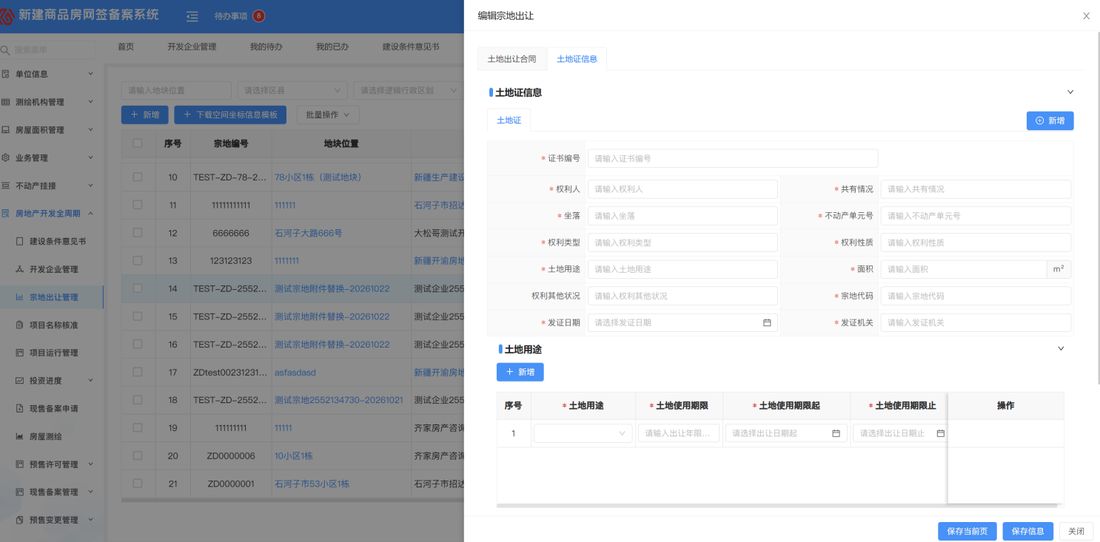 新建商品房网签备案系统 待办事项 8
搜索菜单
单位信息
测绘机构管理
房屋面积管理
业务管理
不动产挂接
房地产开发全周期
建设条件意见书
开发企业管理
宗地出让管理
项目名称核准
项目运行管理
投资进度
现售备案申请
房屋测绘
预售许可管理
现售备案管理
预售变更管理
首页 开发企业管理 我的待办 我的已办 建设条件意见书
请输入地块位置 请选择区县 请选择逻辑行政区划
+ 新增 + 下载空间坐标信息模板 批量操作
序号 宗地编号 地块位置
10 TEST-ZD-78-2... 78小区1栋（测试地块） 新疆生产建设
11 11111111111 111111 石河子市招达
12 6666666 石河子大路666号 大松哥测试开
13 123123123 1111111 新疆开渝房地
14 TEST-ZD-2552... 测试宗地附件替换-20261022 测试企业255
15 TEST-ZD-2552... 测试宗地附件替换-20261022 测试企业255
16 TEST-ZD-2552... 测试宗地附件替换-20261022 测试企业255
17 ZDtest00231231... asfasdasd 新疆开渝房地
18 TEST-ZD-2552... 测试宗地2552134730-20261021 测试企业255
19 111111111 11111 齐家房产咨询
20 ZD0000006 10小区1栋 齐家房产咨询
21 ZD0000001 石河子市53小区1栋 石河子市招达
编辑宗地出让
土地出让合同 土地证信息
土地证信息
土地证 新增
* 证书编号 请输入证书编号
* 权利人 请输入权利人 * 共有情况 请输入共有情况
* 坐落 请输入坐落 * 不动产单元号 请输入不动产单元号
* 权利类型 请输入权利类型 * 权利性质 请输入权利性质
* 土地用途 请输入土地用途 * 面积 请输入面积 m²
权利其他状况 请输入权利其他状况 * 宗地代码 请输入宗地代码
* 发证日期 请选择发证日期 * 发证机关 请输入发证机关
土地用途
+ 新增
序号 * 土地用途 * 土地使用期限 * 土地使用期限起 * 土地使用期限止 操作
1 请输入出让年限... 请选择出让日期起 请选择出让日期止
保存当前页 保存信息 关闭